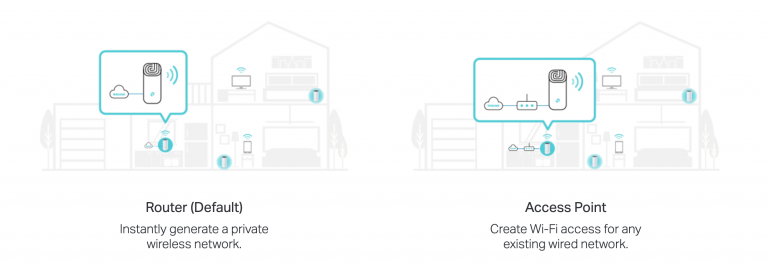 Router (Default)
Instantly generate a private
wireless network.
Access Point
Create Wi-Fi access for any
existing wired network.